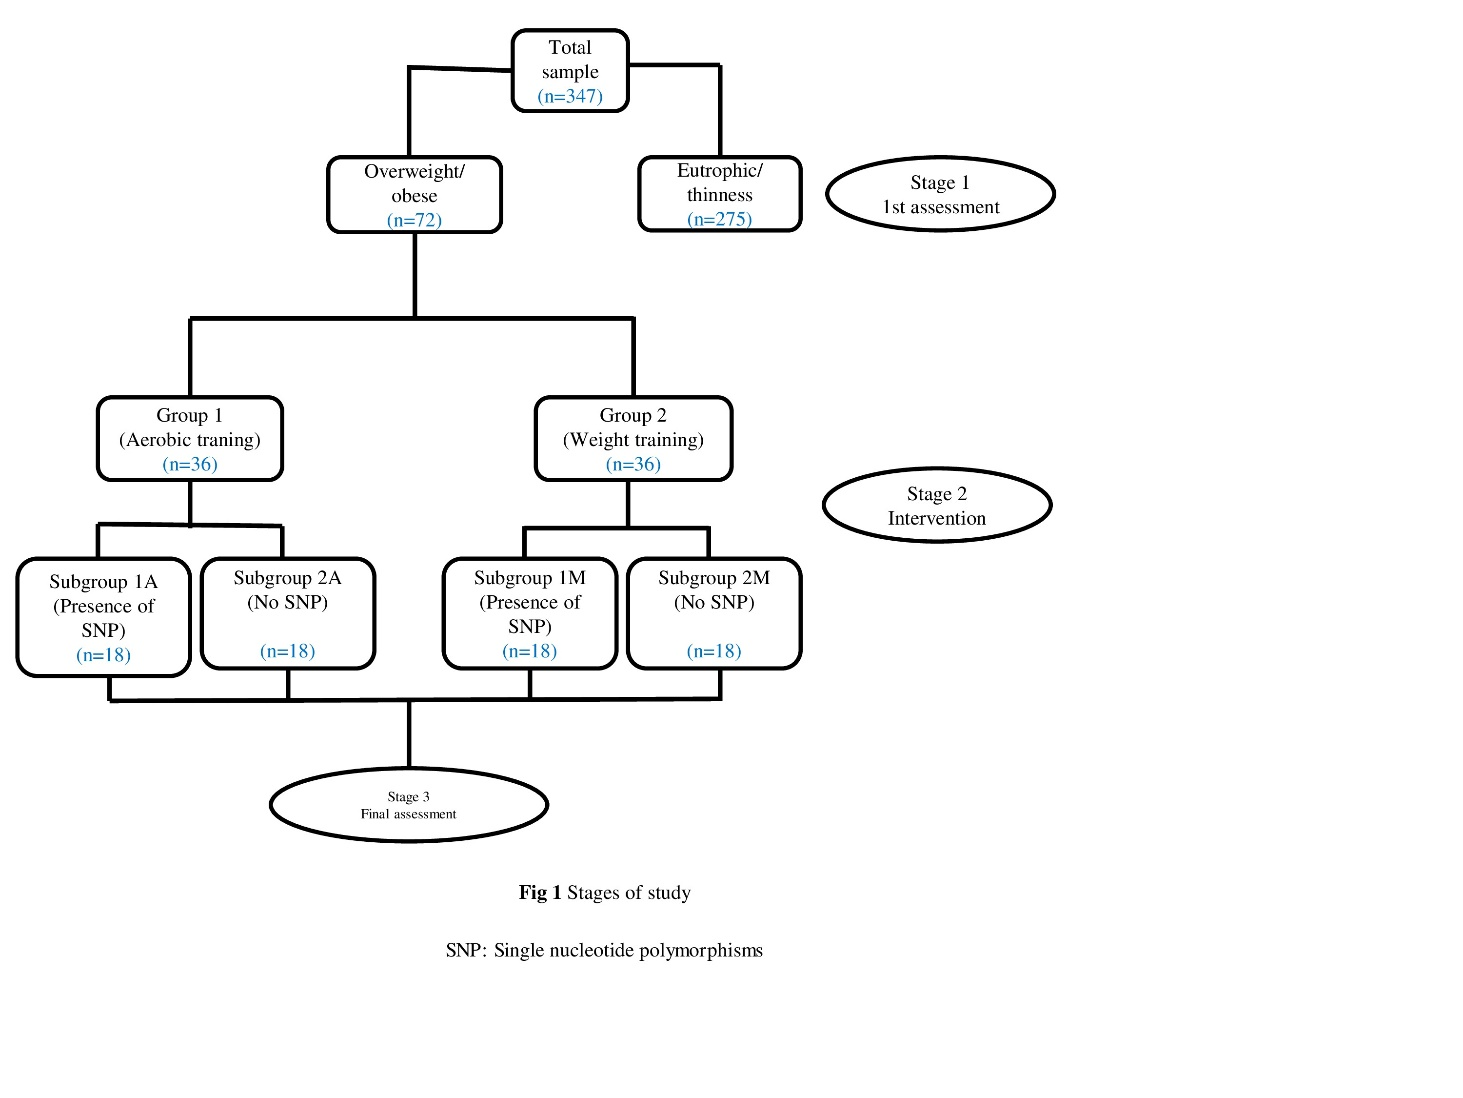 Total
sample
(n=347)
Overweight/
obese
(n=72)
Eutrophic/
thinness
(n=275)
Stage 1
1st assessment
Group 1
(Aerobic traning)
(n=36)
Group 2
(Weight training)
(n=36)
Stage 2
Intervention
Subgroup 1A
(Presence of
SNP)
(n=18)
Subgroup 2A
(No SNP)
(n=18)
Subgroup 1M
(Presence of
SNP)
(n=18)
Subgroup 2M
(No SNP)
(n=18)
Stage 3
Final assessment
Fig 1 Stages of study
SNP: Single nucleotide polymorphisms